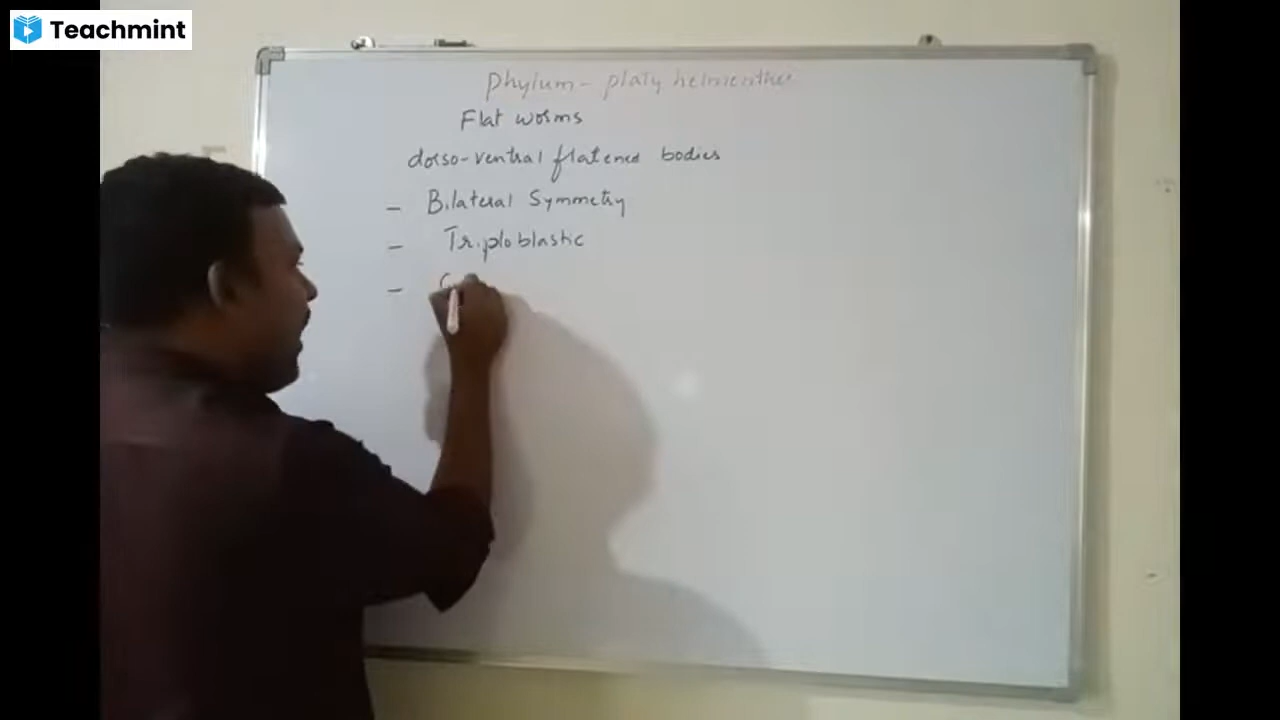 Teachmint
Phylum - platy helmenthes
Flat worms
dorso-ventral flatened bodies
- Bilateral Symmetry
- Triploblastic
-